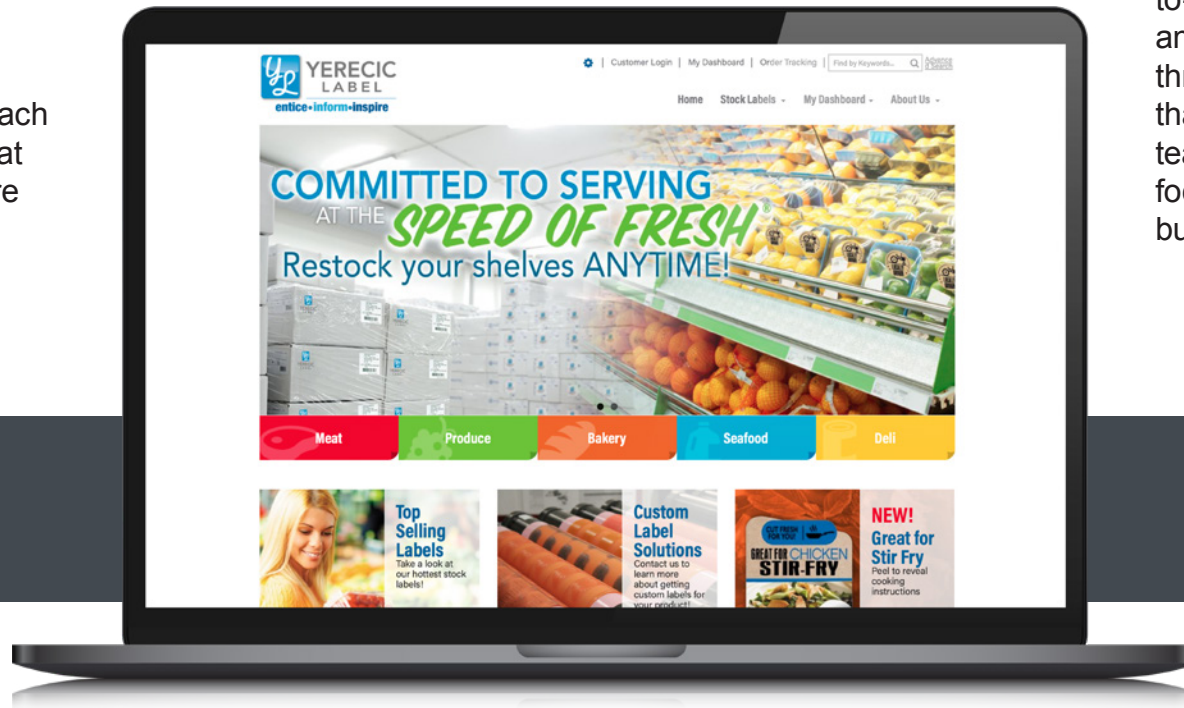 ach
at
re
YL YERECIC
LABEL
entice•inform•inspire
Customer Login | My Dashboard | Order Tracking | Find by Keywords...
Home Stock Labels My Dashboard About Us
COMMITTED TO SERVING
AT THE SPEED OF FRESH®
Restock your shelves ANYTIME!
Meat Produce Bakery Seafood Deli
Top
Selling
Labels
Take a look at
our hottest stock
labels!
Custom
Label
Solutions
Contact us to
learn more
about getting
custom labels for
your product!
CUT FRESH
FOR YOU!
GREAT FOR CHICKEN
STIR-FRY
NEW!
Great for
Stir Fry
Peel to reveal
cooking
instructions
to-
an
thr
tha
tea
foc
bu